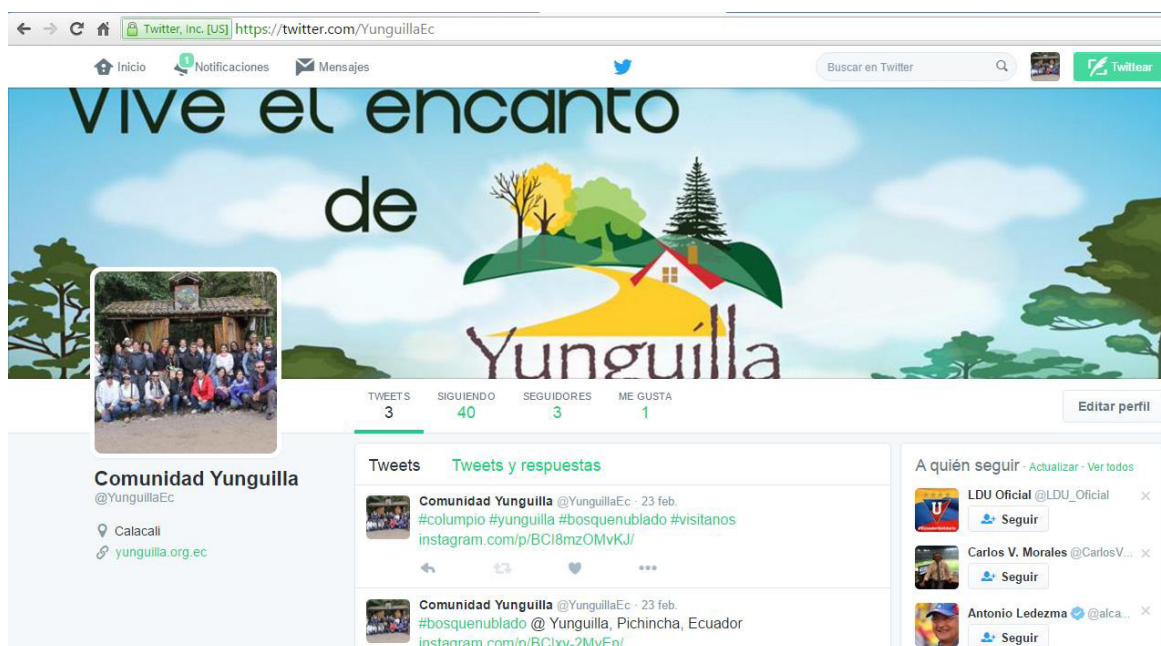 Twitter, Inc. [US] https://twitter.com/YunguillaEc
Inicio 1 Notificaciones Mensajes Buscar en Twitter Twittear
Vive el encanto
de
Yunguilla
TWEETS SIGUIENDO SEGUIDORES ME GUSTA
3 40 3 1
Editar perfil
Comunidad Yunguilla
@YunguillaEc
Calacali
yunguilla.org.ec
Tweets Tweets y respuestas
Comunidad Yunguilla @YunguillaEc · 23 feb.
#columpio #yunguilla #bosquenublado #visitanos
instagram.com/p/BCI8mzOMvKJ/
Comunidad Yunguilla @YunguillaEc · 23 feb.
#bosquenublado @ Yunguilla, Pichincha, Ecuador
instagram.com/p/BCIxy-2MvEp/
A quién seguir · Actualizar · Ver todos
LDU Oficial @LDU_Oficial
Seguir
Carlos V. Morales @CarlosV...
Seguir
Antonio Ledezma @alca...
Seguir